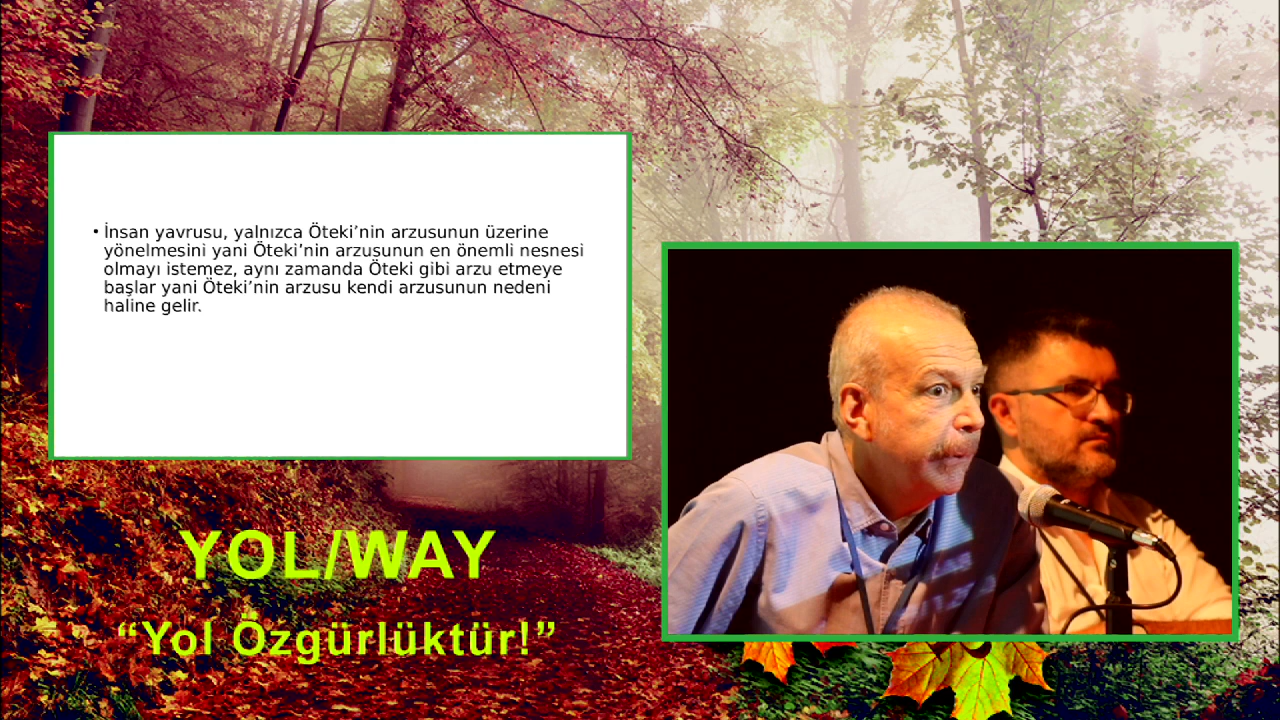 • İnsan yavrusu, yalnızca Öteki’nin arzusunun üzerine
yönelmesini yani Öteki’nin arzusunun en önemli nesnesi
olmayı istemez, aynı zamanda Öteki gibi arzu etmeye
başlar yani Öteki’nin arzusu kendi arzusunun nedeni
haline gelir.
YOL/WAY
“Yol Özgürlüktür!”